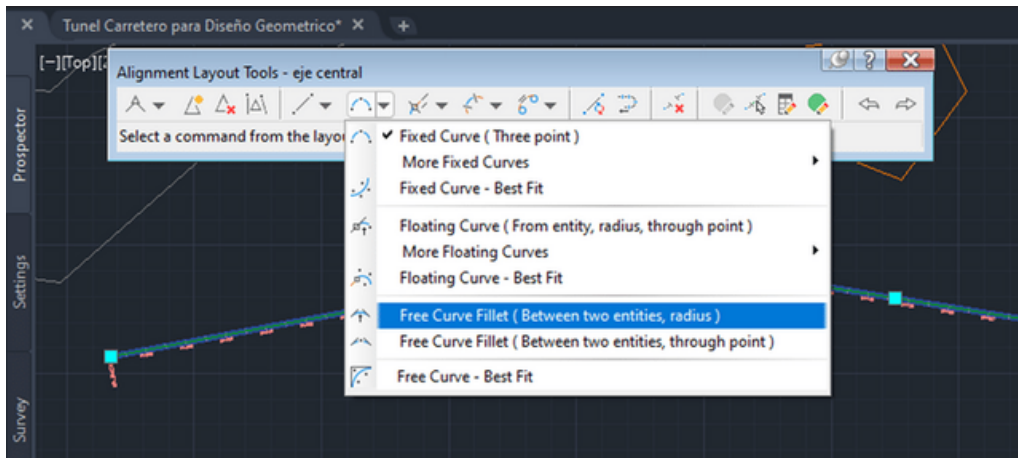 Tunel Carretero para Diseño Geometrico*
[−][Top][
Alignment Layout Tools - eje central
Select a command from the layou
Fixed Curve ( Three point )
More Fixed Curves
Fixed Curve - Best Fit
Floating Curve ( From entity, radius, through point )
More Floating Curves
Floating Curve - Best Fit
Free Curve Fillet ( Between two entities, radius )
Free Curve Fillet ( Between two entities, through point )
Free Curve - Best Fit
Prospector
Settings
Survey